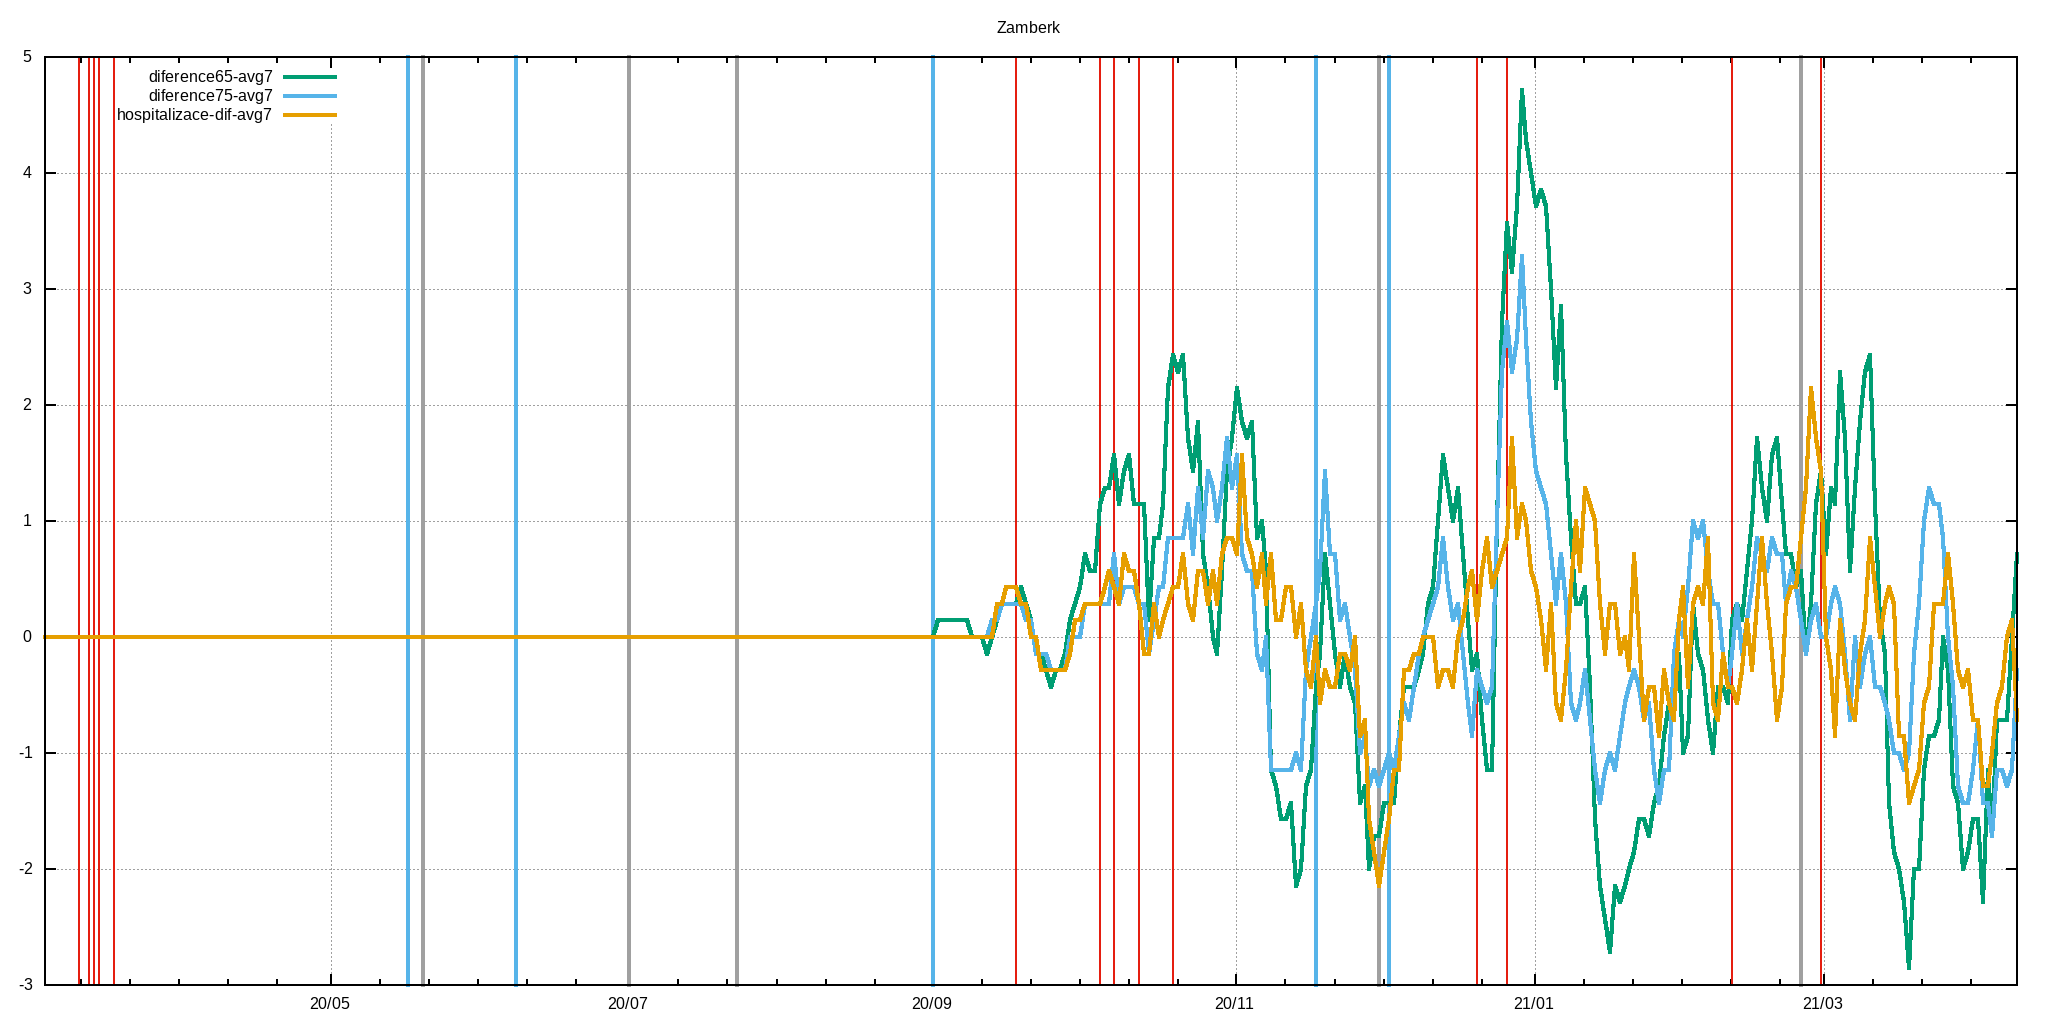 Zamberk
5
diference65-avg7
diference75-avg7
hospitalizace-dif-avg7
4
3
2
1
0
-1
-2
-3
20/05 20/07 20/09 20/11 21/01 21/03